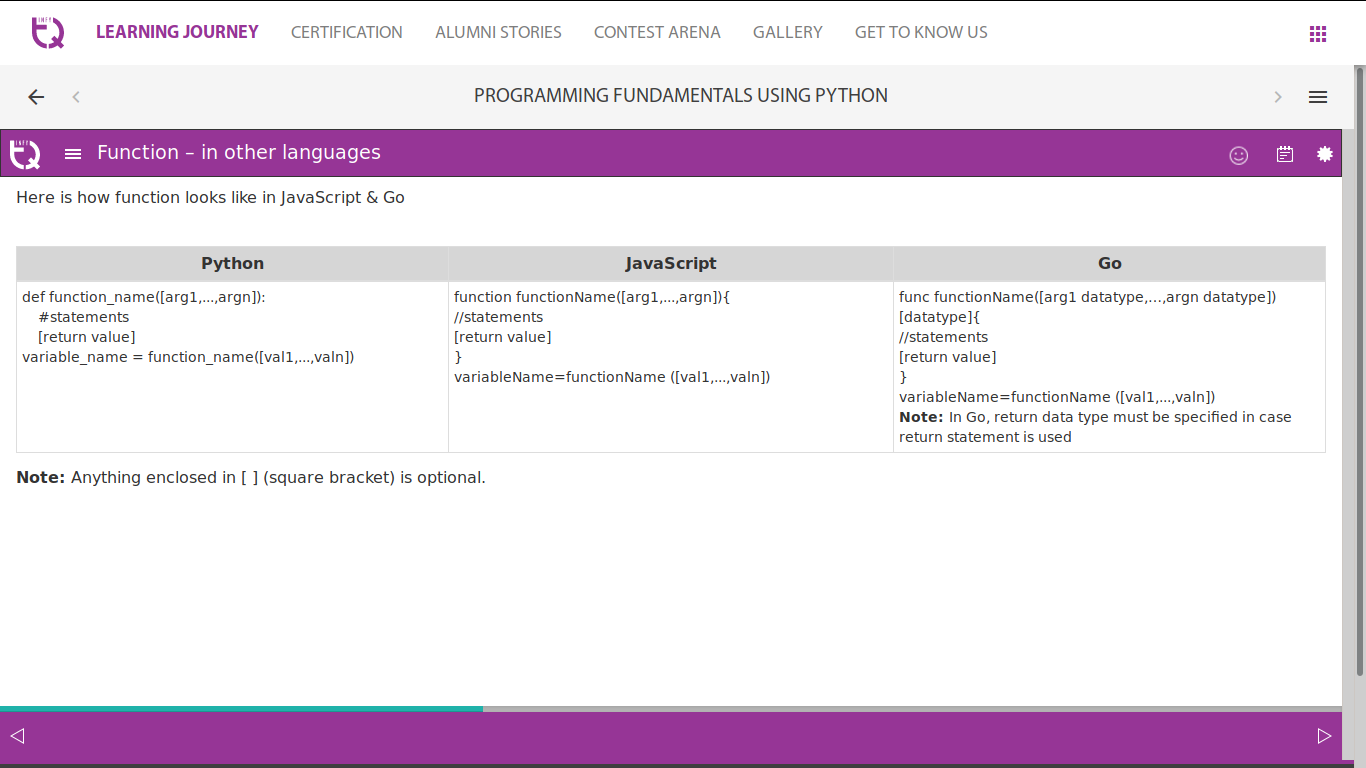 INFY
TQ
LEARNING JOURNEY CERTIFICATION ALUMNI STORIES CONTEST ARENA GALLERY GET TO KNOW US
PROGRAMMING FUNDAMENTALS USING PYTHON
INFY
TQ
Function – in other languages
Here is how function looks like in JavaScript & Go
Python JavaScript Go
def function_name([arg1,...,argn]):
#statements
[return value]
variable_name = function_name([val1,...,valn])
function functionName([arg1,...,argn]){
//statements
[return value]
}
variableName=functionName ([val1,...,valn])
func functionName([arg1 datatype,...,argn datatype])
[datatype]{
//statements
[return value]
}
variableName=functionName ([val1,...,valn])
Note: In Go, return data type must be specified in case
return statement is used
Note: Anything enclosed in [ ] (square bracket) is optional.